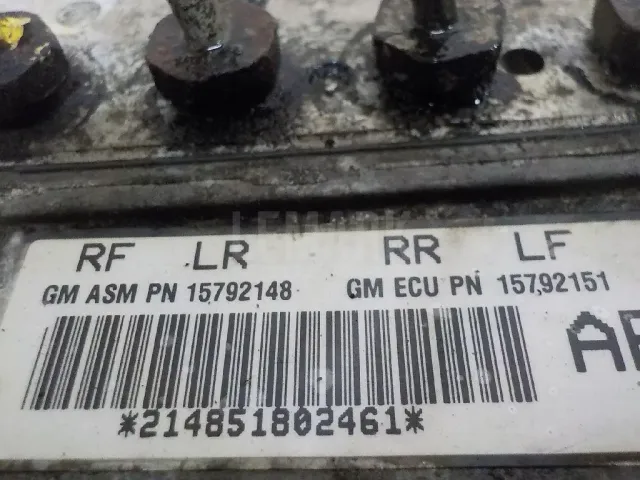 RF LR RR LF
GM ASM PN 15792148 GM ECU PN 15792151
*214851802461*